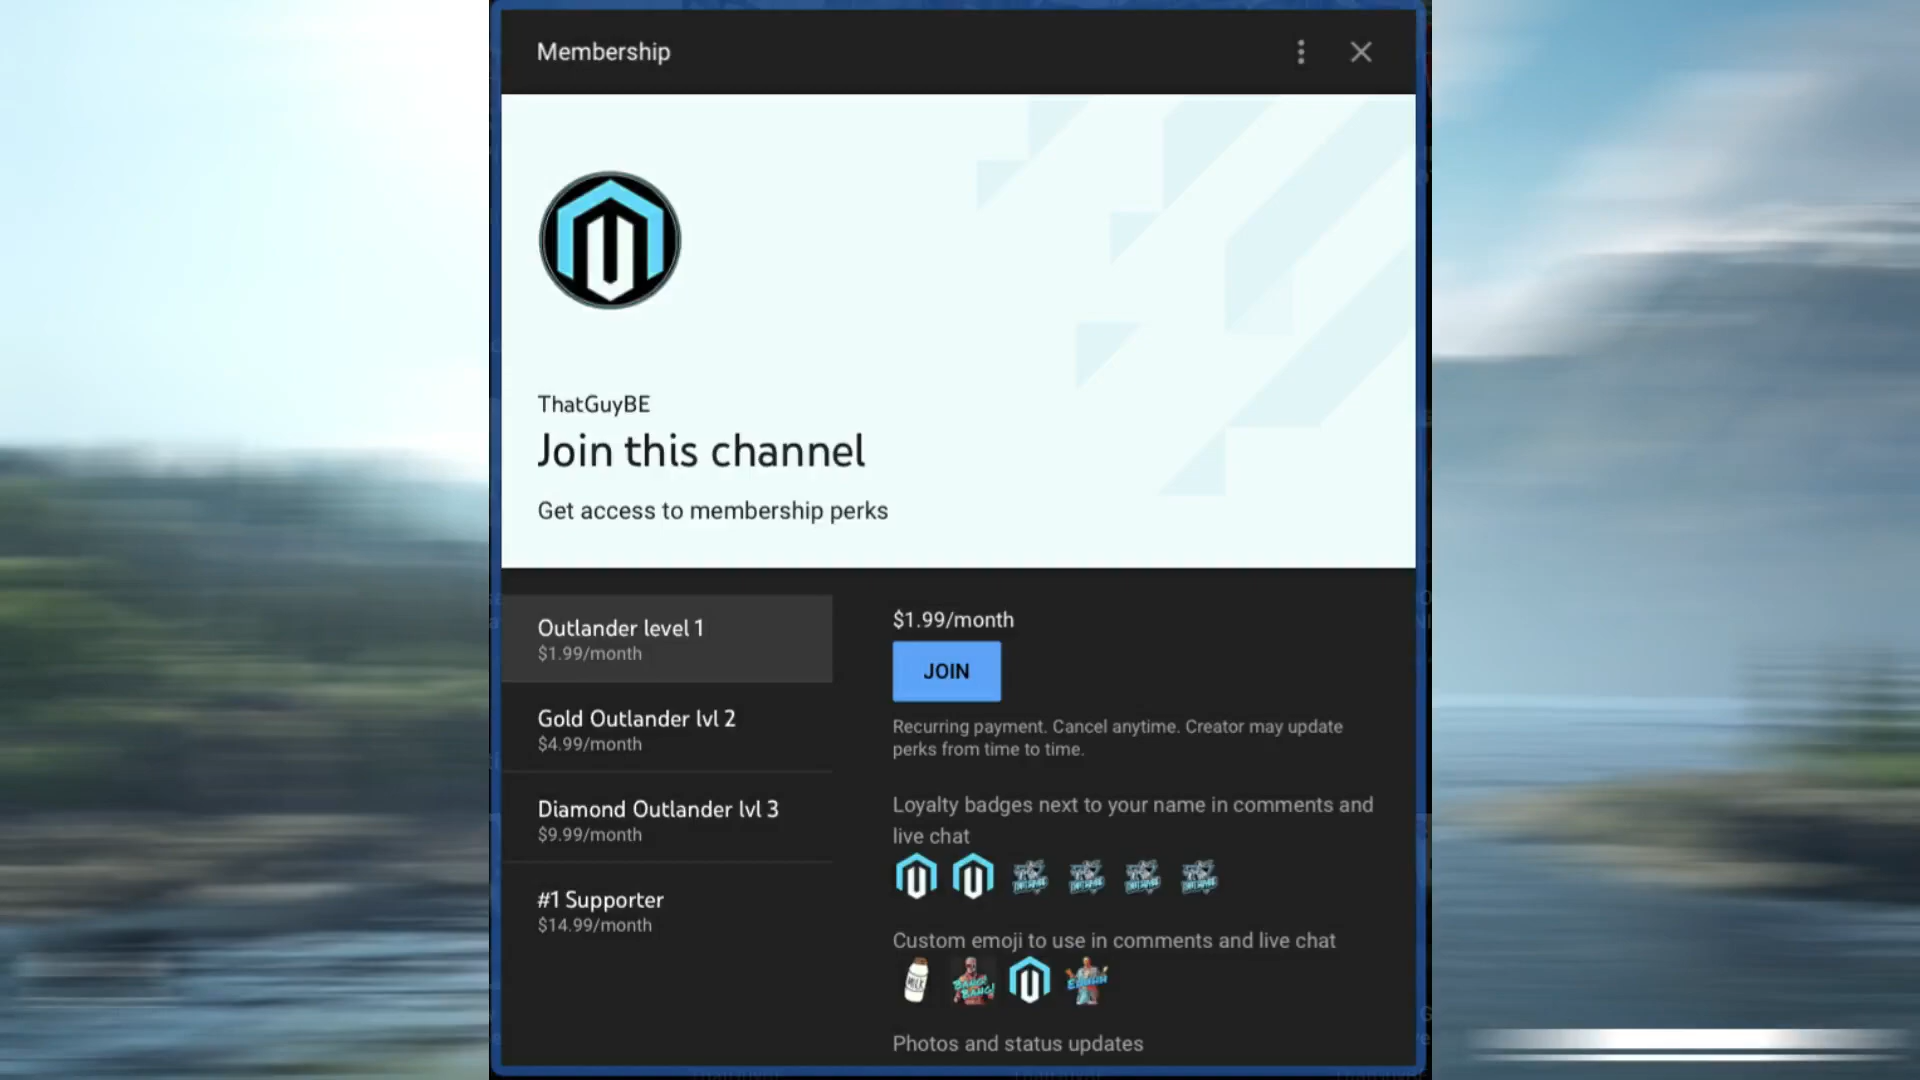 Membership
ThatGuyBE
Join this channel
Get access to membership perks
Outlander level 1
$1.99/month
Gold Outlander lvl 2
$4.99/month
Diamond Outlander lvl 3
$9.99/month
#1 Supporter
$14.99/month
$1.99/month
JOIN
Recurring payment. Cancel anytime. Creator may update
perks from time to time.
Loyalty badges next to your name in comments and
live chat
Custom emoji to use in comments and live chat
MILK
BANG!
BANG!
Photos and status updates